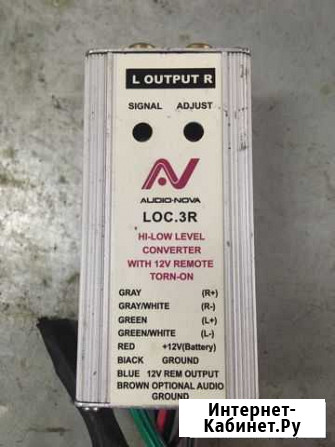 L OUTPUT R
SIGNAL ADJUST
AUDIO-NOVA
LOC.3R
HI-LOW LEVEL
CONVERTER
WITH 12V REMOTE
TORN-ON
GRAY (R+)
GRAY/WHITE (R-)
GREEN (L+)
GREEN/WHITE (L-)
RED +12V(Battery)
BIACK GROUND
BLUE 12V REM OUTPUT
BROWN OPTIONAL AUDIO
GROUND
Интернет-
Кабинет.Ру